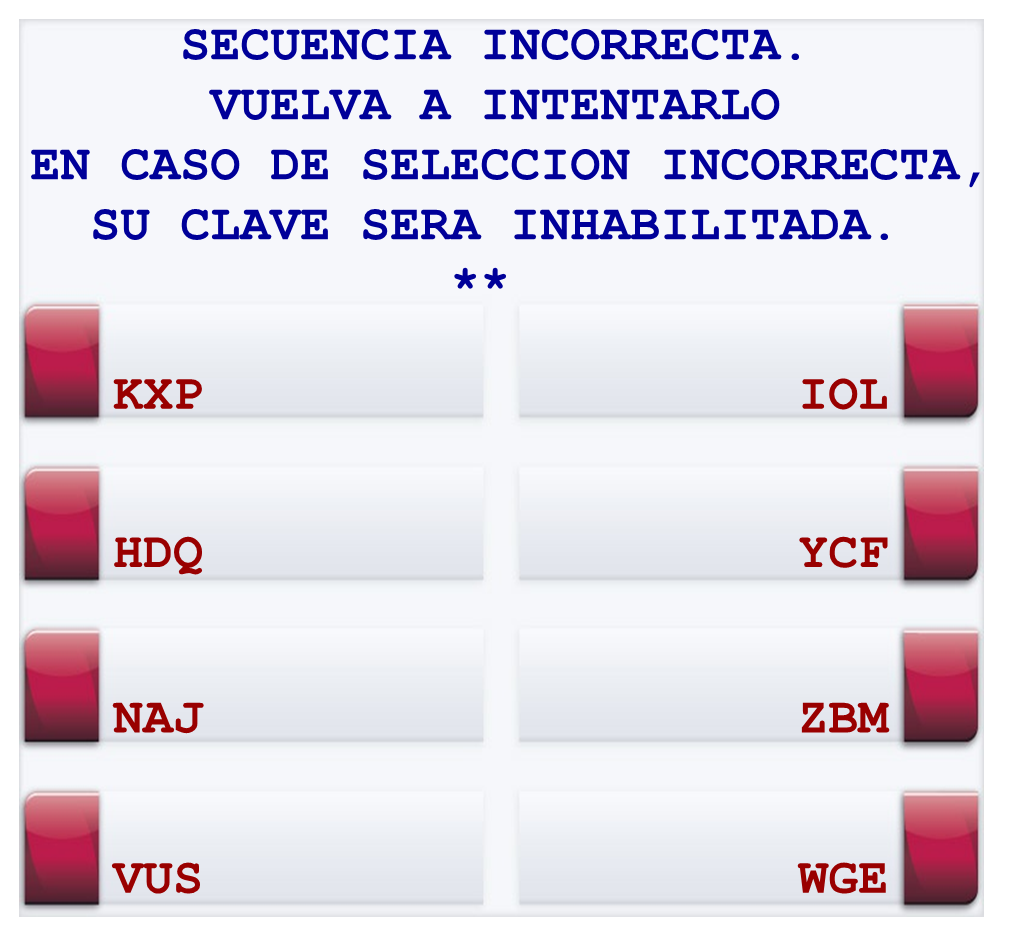 SECUENCIA INCORRECTA.
VUELVA A INTENTARLO
EN CASO DE SELECCION INCORRECTA,
SU CLAVE SERA INHABILITADA.
**
KXP IOL
HDQ YCF
NAJ ZBM
VUS WGE